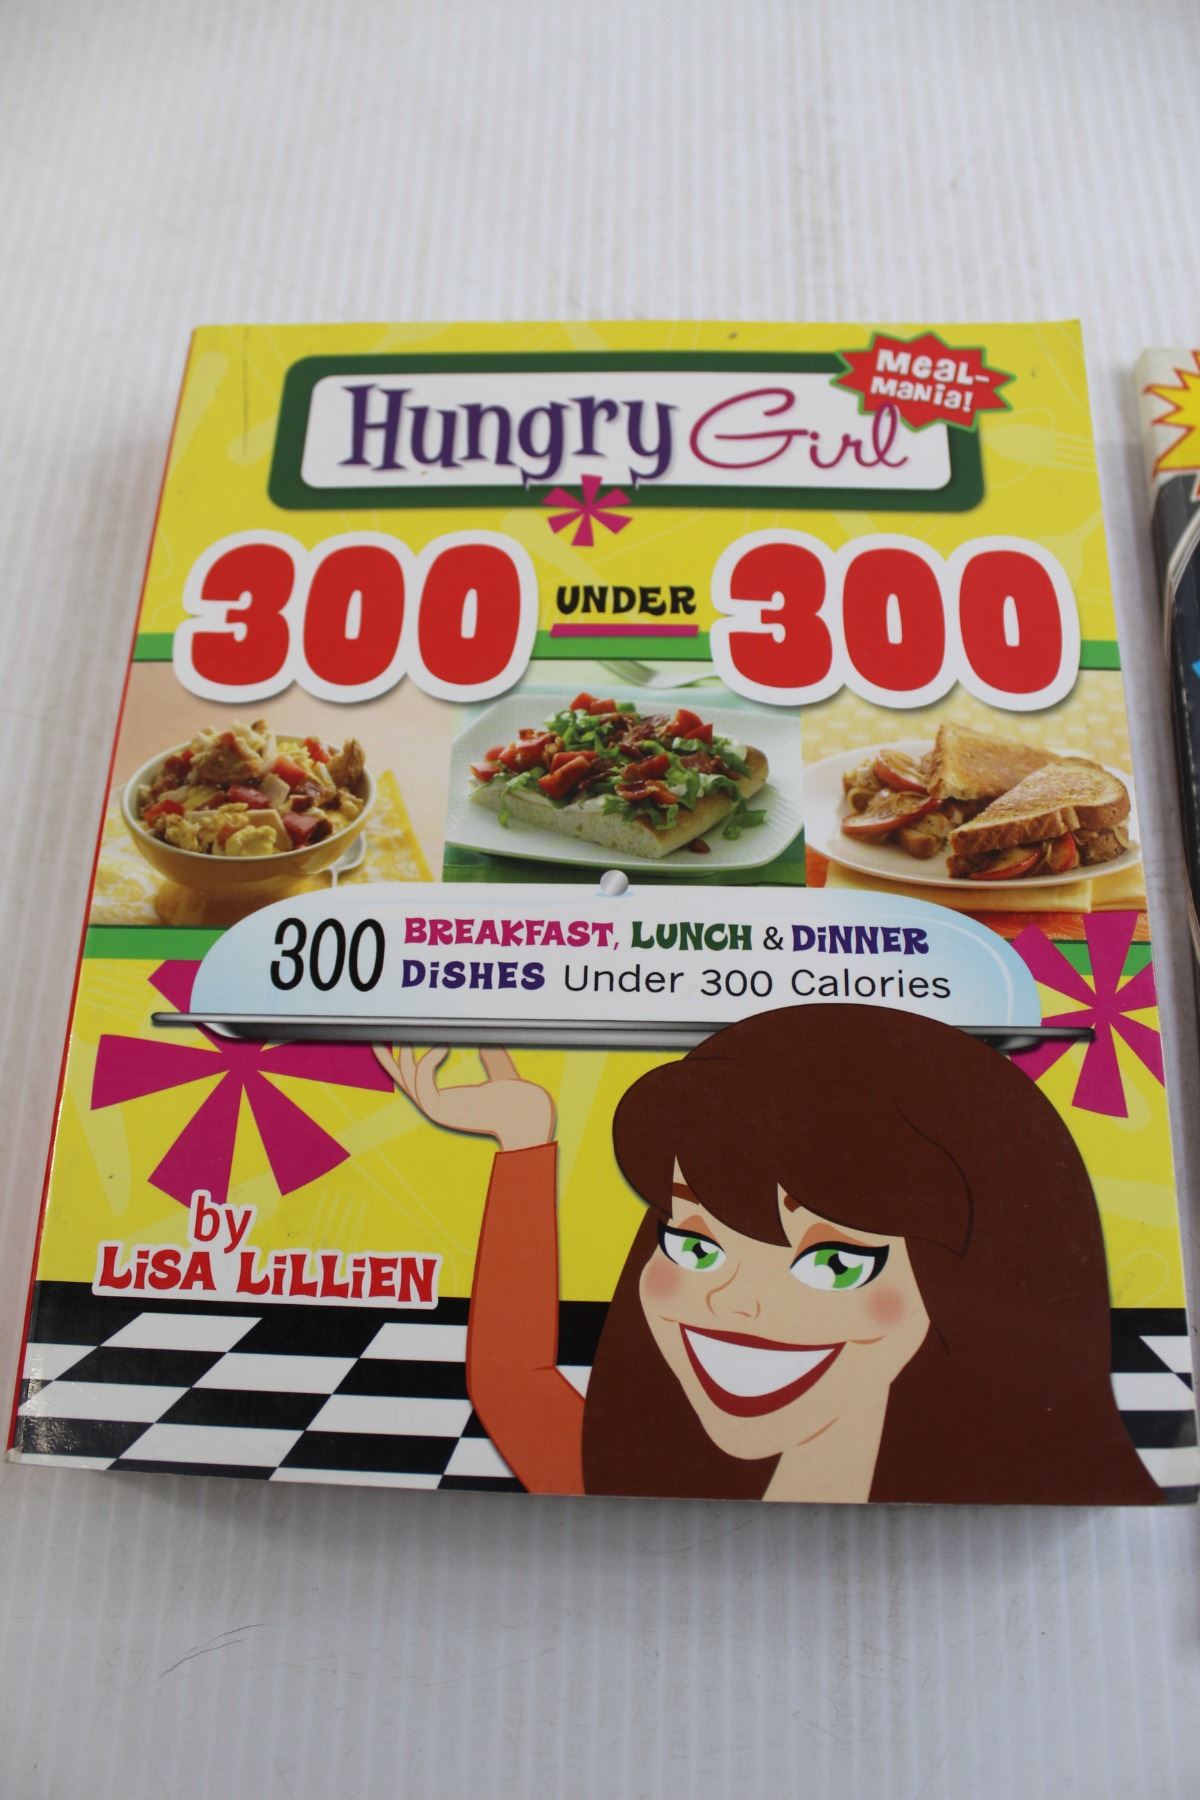 Hungry Girl
MEAL-
MANiA!
300 UNDER 300
300 BREAKFAST, LUNCH & DiNNER
DiSHES Under 300 Calories
by
LiSA LiLLiEN